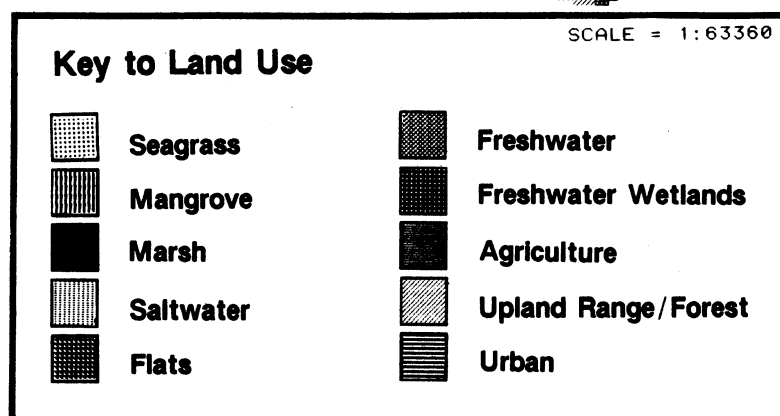 SCALE = 1:63360
Key to Land Use
Seagrass
Mangrove
Marsh
Saltwater
Flats
Freshwater
Freshwater Wetlands
Agriculture
Upland Range/Forest
Urban